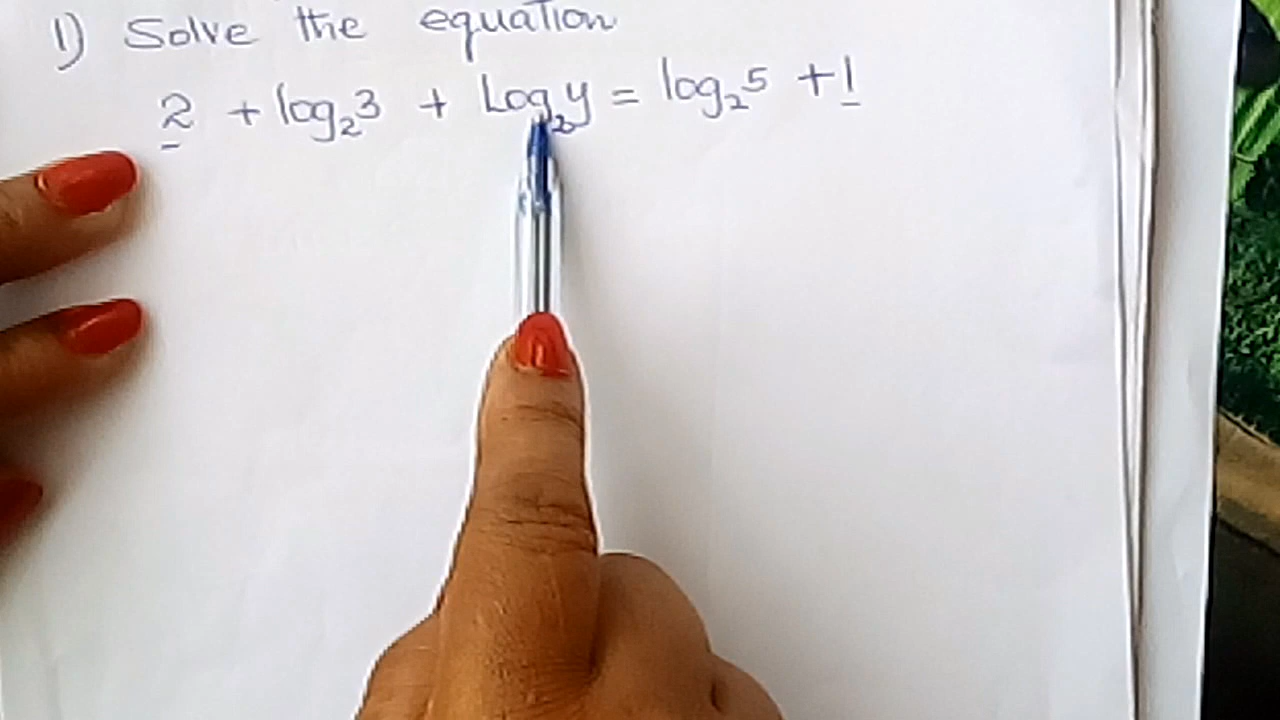 1) Solve the equation
2 + log₂3 + Log₂y = log₂5 + 1